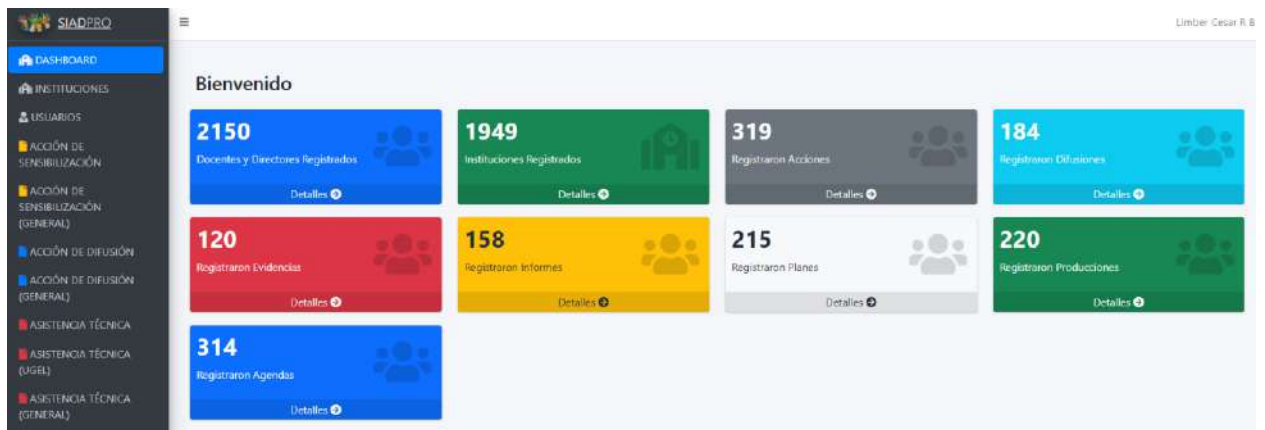 SIADPRO
Limber Cesar R B
DASHBOARD
INSTITUCIONES
USUARIOS
ACCIÓN DE
SENSIBILIZACIÓN
ACCIÓN DE
SENSIBILIZACIÓN
(GENERAL)
ACCIÓN DE DIFUSIÓN
ACCIÓN DE DIFUSIÓN
(GENERAL)
ASISTENCIA TÉCNICA
ASISTENCIA TÉCNICA
(UGEL)
ASISTENCIA TÉCNICA
(GENERAL)
Bienvenido
2150
Docentes y Directores Registrados
Detalles
1949
Instituciones Registrados
Detalles
319
Registraron Acciones
Detalles
184
Registraron Difusiones
Detalles
120
Registraron Evidencias
Detalles
158
Registraron Informes
Detalles
215
Registraron Planes
Detalles
220
Registraron Producciones
Detalles
314
Registraron Agendas
Detalles